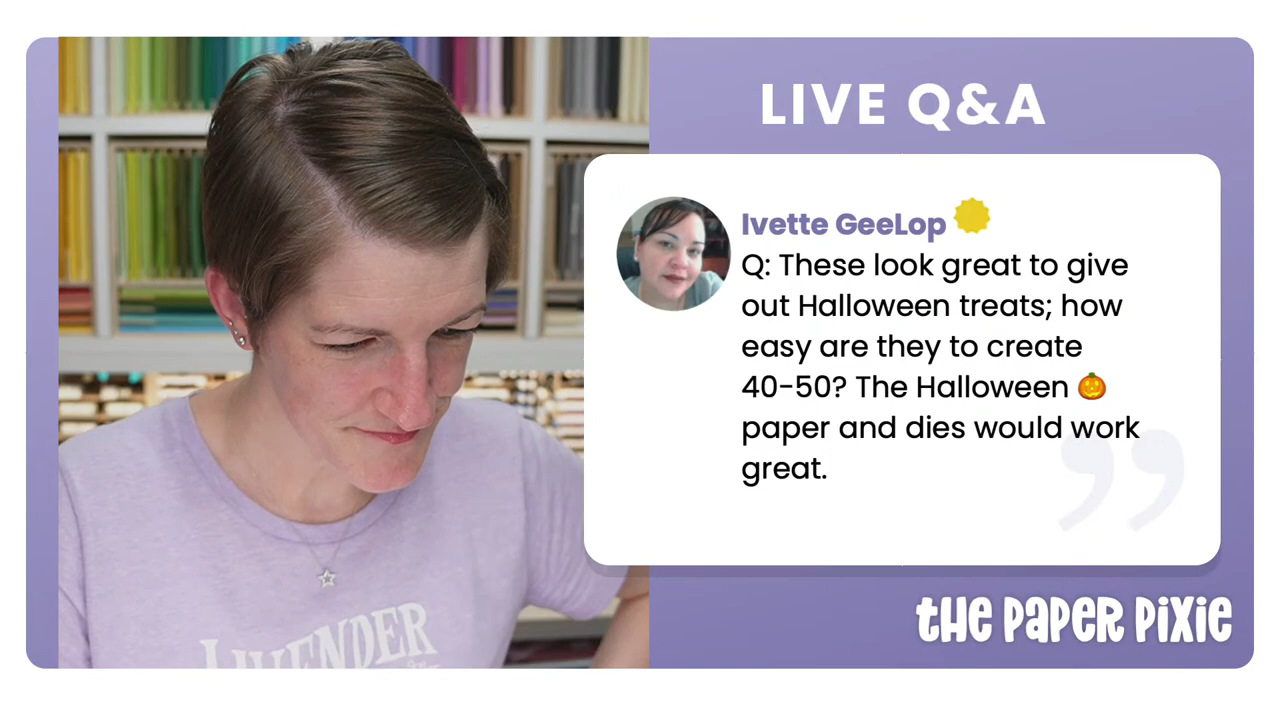 LIVE Q&A
Ivette GeeLop
Q: These look great to give
out Halloween treats; how
easy are they to create
40-50? The Halloween 🎃
paper and dies would work
great.
the PAPER PIXIE